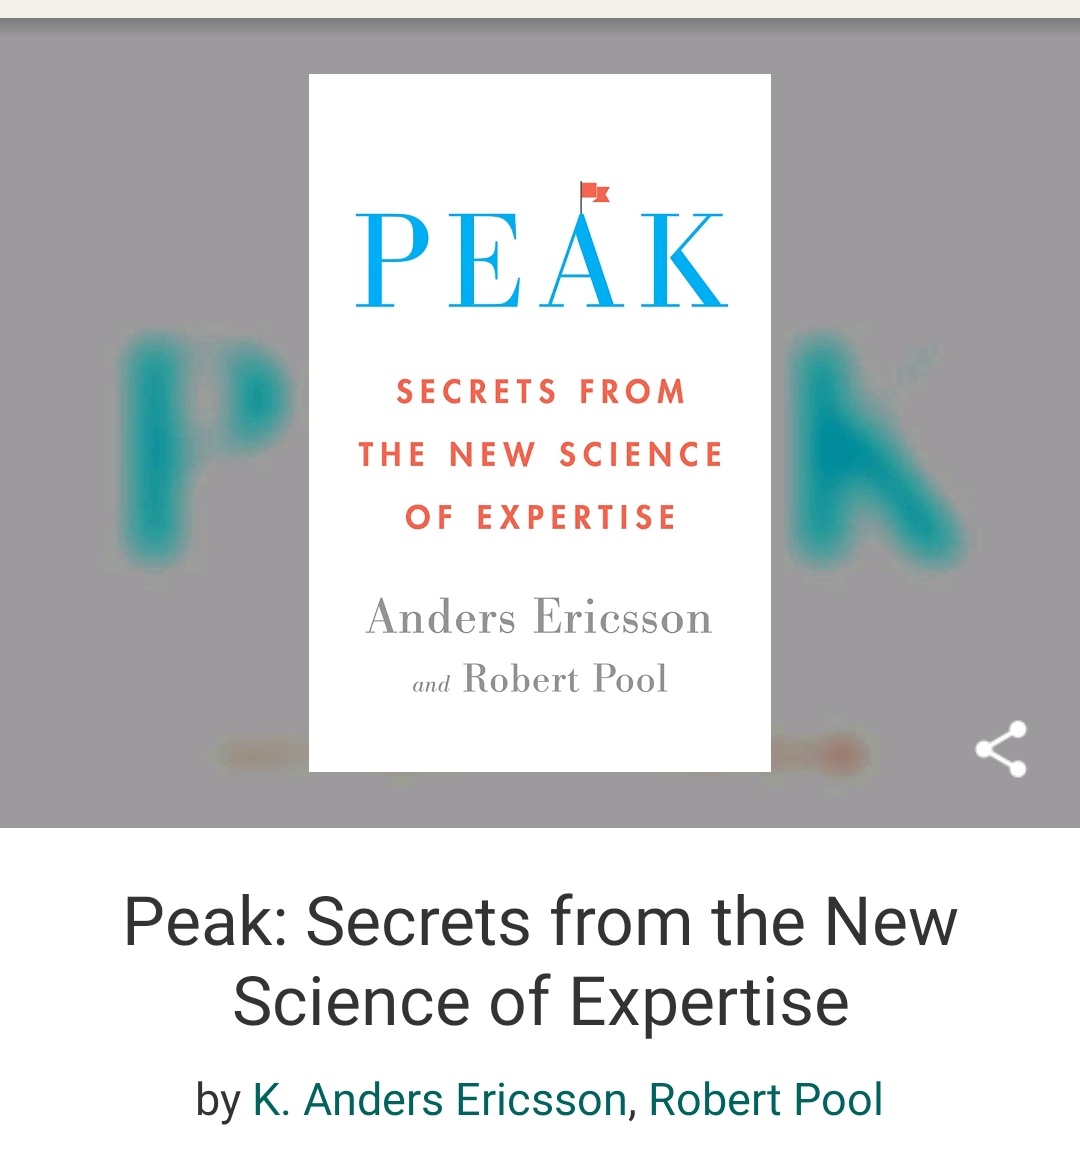 PEAK
SECRETS FROM
THE NEW SCIENCE
OF EXPERTISE
Anders Ericsson
and Robert Pool
Peak: Secrets from the New
Science of Expertise
by K. Anders Ericsson, Robert Pool